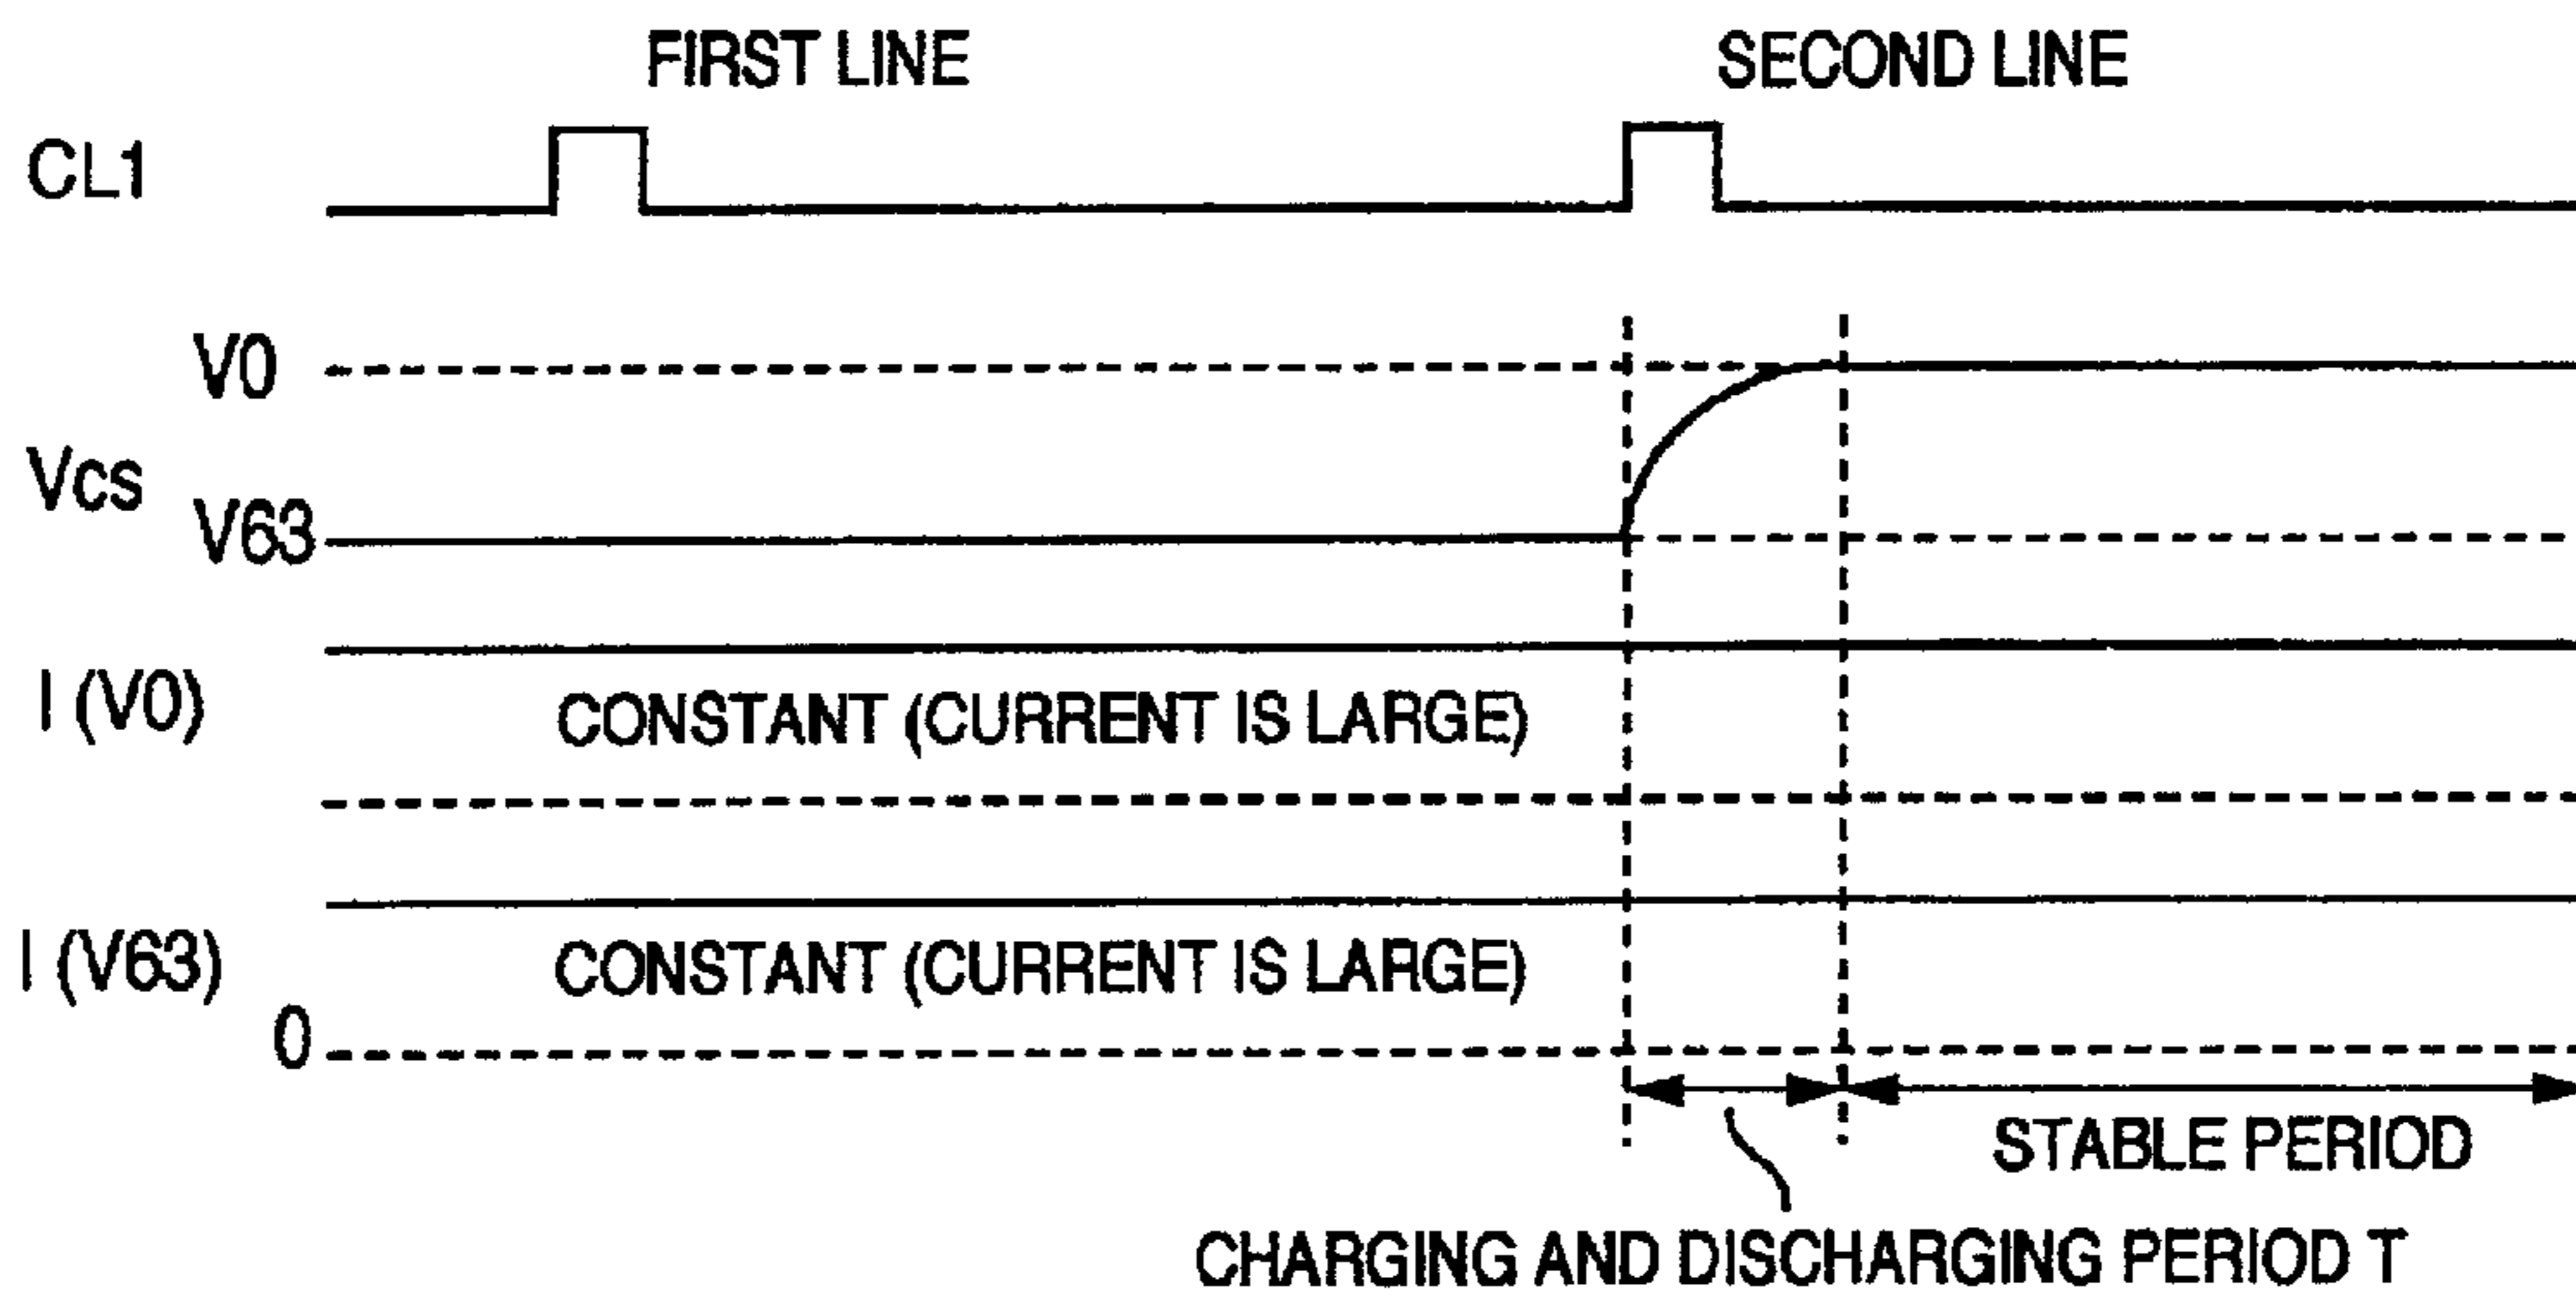 FIRST LINE
SECOND LINE
CL1
V0
Vcs
V63
I (V0)
CONSTANT (CURRENT IS LARGE)
I (V63)
CONSTANT (CURRENT IS LARGE)
0
STABLE PERIOD
CHARGING AND DISCHARGING PERIOD T